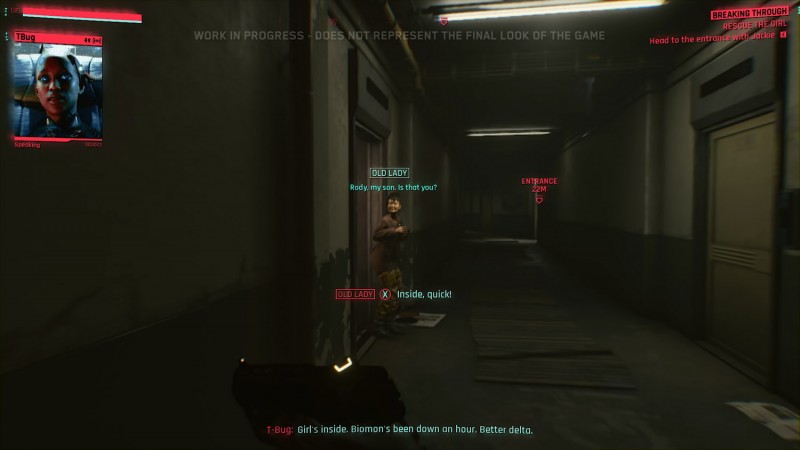 WORK IN PROGRESS - DOES NOT REPRESENT THE FINAL LOOK OF THE GAME
BREAKING THROUGH
RESCUE THE GIRL
Head to the entrance with Jackie
TBug
Speaking
OLD LADY
Rody, my son. Is that you?
ENTRANCE
22M
OLD LADY X Inside, quick!
T-Bug: Girl's inside. Biomon's been down an hour. Better delta.